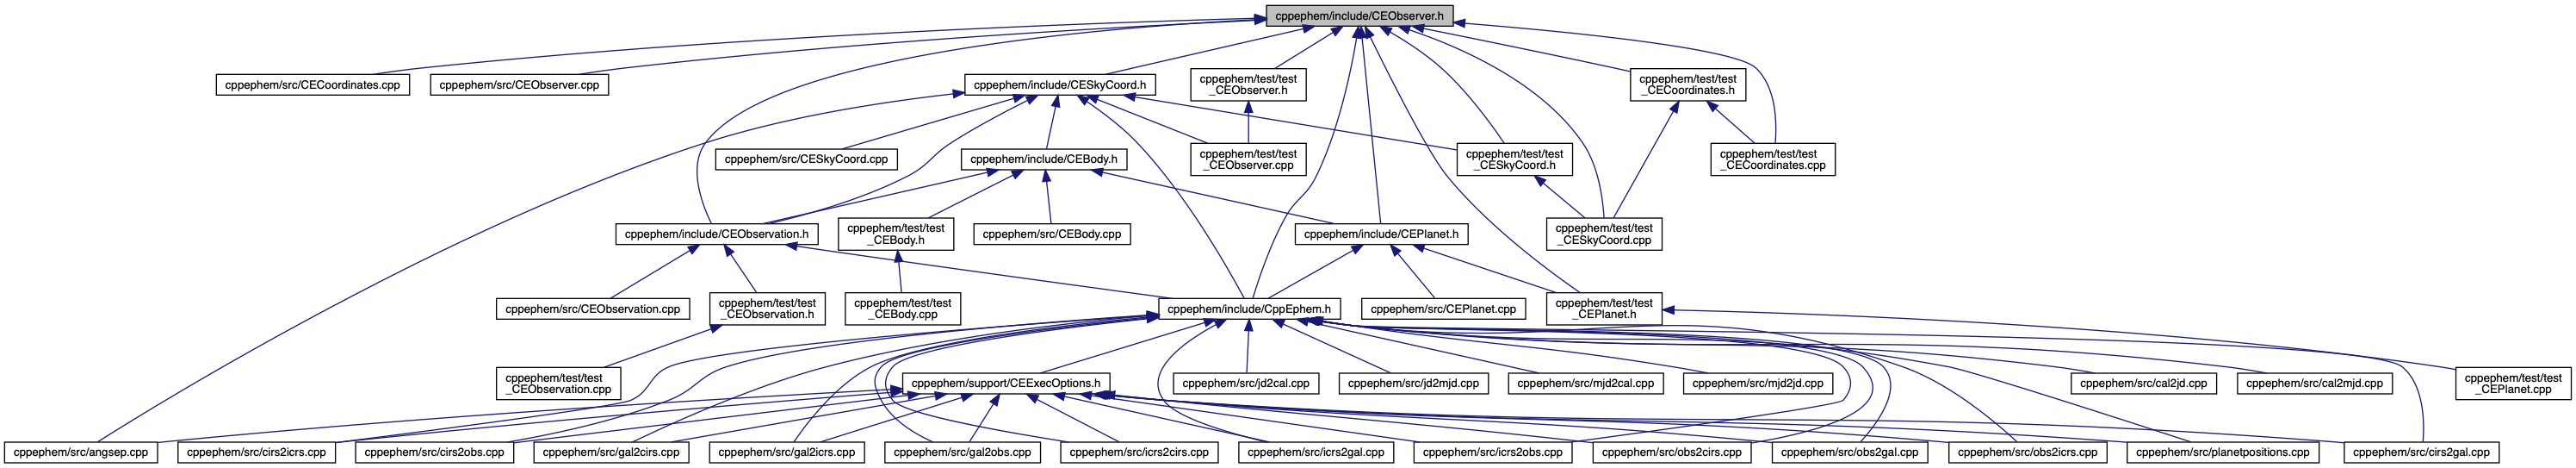 cppephem/include/CEObserver.h
cppephem/src/CECoordinates.cpp
cppephem/src/CEObserver.cpp
cppephem/include/CESkyCoord.h
cppephem/test/test
_CEObserver.h
cppephem/test/test
_CECoordinates.h
cppephem/src/CESkyCoord.cpp
cppephem/include/CEBody.h
cppephem/test/test
_CEObserver.cpp
cppephem/test/test
_CESkyCoord.h
cppephem/test/test
_CECoordinates.cpp
cppephem/include/CEObservation.h
cppephem/test/test
_CEBody.h
cppephem/src/CEBody.cpp
cppephem/include/CEPlanet.h
cppephem/test/test
_CESkyCoord.cpp
cppephem/src/CEObservation.cpp
cppephem/test/test
_CEObservation.h
cppephem/test/test
_CEBody.cpp
cppephem/include/CppEphem.h
cppephem/src/CEPlanet.cpp
cppephem/test/test
_CEPlanet.h
cppephem/test/test
_CEObservation.cpp
cppephem/support/CEExecOptions.h
cppephem/src/jd2cal.cpp
cppephem/src/jd2mjd.cpp
cppephem/src/mjd2cal.cpp
cppephem/src/mjd2jd.cpp
cppephem/src/cal2jd.cpp
cppephem/src/cal2mjd.cpp
cppephem/test/test
_CEPlanet.cpp
cppephem/src/angsep.cpp
cppephem/src/cirs2icrs.cpp
cppephem/src/cirs2obs.cpp
cppephem/src/gal2cirs.cpp
cppephem/src/gal2icrs.cpp
cppephem/src/gal2obs.cpp
cppephem/src/icrs2cirs.cpp
cppephem/src/icrs2gal.cpp
cppephem/src/icrs2obs.cpp
cppephem/src/obs2cirs.cpp
cppephem/src/obs2gal.cpp
cppephem/src/obs2icrs.cpp
cppephem/src/planetpositions.cpp
cppephem/src/cirs2gal.cpp